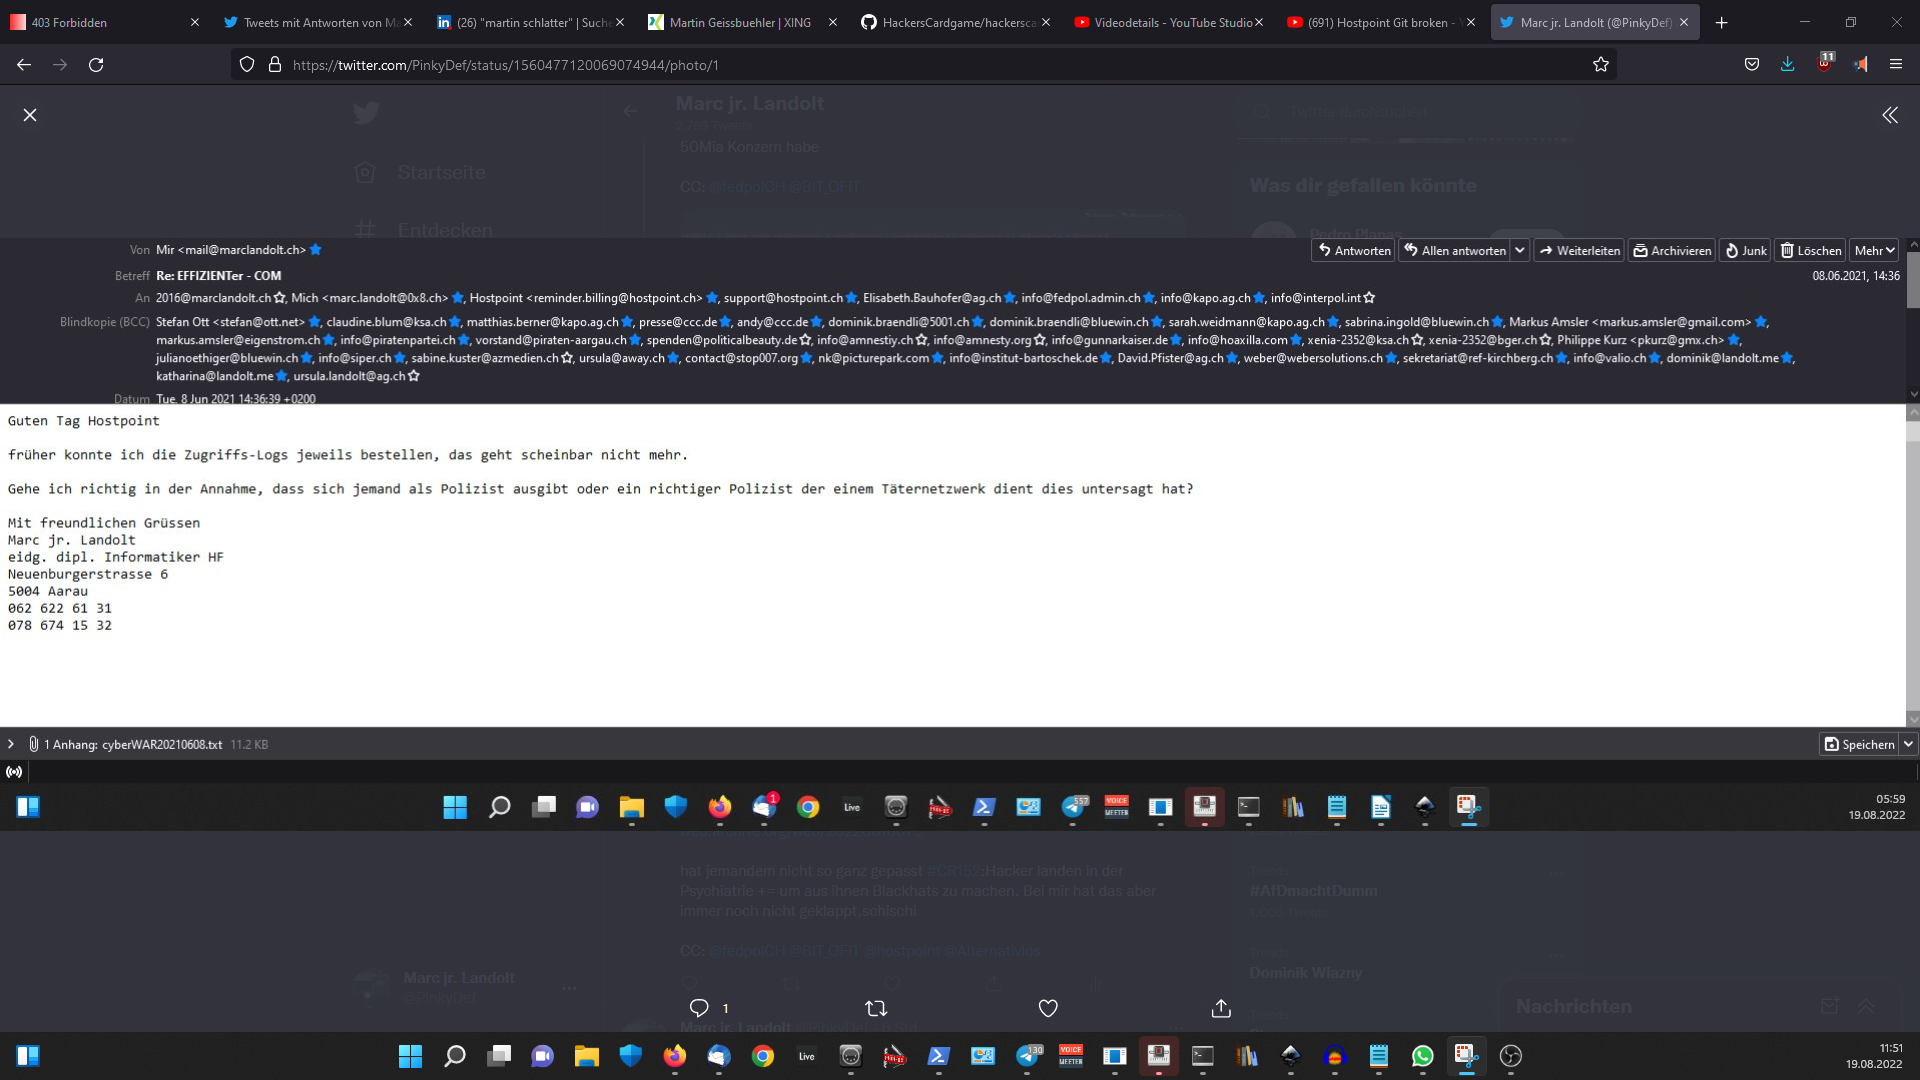 403 Forbidden
Tweets mit Antworten von Ma
(26) "martin schlatter" | Suche
Martin Geissbuehler | XING
HackersCardgame/hackersca
Videodetails - YouTube Studio
(691) Hostpoint Git broken - Y
Marc jr. Landolt (@PinkyDef)
https://twitter.com/PinkyDef/status/1560477120069074944/photo/1
11
Marc jr. Landolt
50Mia Konzern habe
Startseite
CC: @fedpolCH @BIT_OFIT
Was dir gefallen könnte
Entdecken
Pedro Planas
Von Mir <mail@marclandolt.ch>
Antworten Allen antworten Weiterleiten Archivieren Junk Löschen Mehr
Betreff Re: EFFIZIENTer - COM
08.06.2021, 14:36
An 2016@marclandolt.ch, Mich <marc.landolt@0x8.ch>, Hostpoint <reminder.billing@hostpoint.ch>, support@hostpoint.ch, Elisabeth.Bauhofer@ag.ch, info@fedpol.admin.ch, info@kapo.ag.ch, info@interpol.int
Blindkopie (BCC) Stefan Ott <stefan@ott.net>, claudine.blum@ksa.ch, matthias.berner@kapo.ag.ch, presse@ccc.de, andy@ccc.de, dominik.braendli@5001.ch, dominik.braendli@bluewin.ch, sarah.weidmann@kapo.ag.ch, sabrina.ingold@bluewin.ch, Markus Amsler <markus.amsler@gmail.com>,
markus.amsler@eigenstrom.ch, info@piratenpartei.ch, vorstand@piraten-aargau.ch, spenden@politicalbeauty.de, info@amnestiy.ch, info@amnesty.org, info@gunnarkaiser.de, info@hoaxilla.com, xenia-2352@ksa.ch, xenia-2352@bger.ch, Philippe Kurz <pkurz@gmx.ch>,
julianoethiger@bluewin.ch, info@siper.ch, sabine.kuster@azmedien.ch, ursula@away.ch, contact@stop007.org, nk@picturepark.com, info@institut-bartoschek.de, David.Pfister@ag.ch, weber@webersolutions.ch, sekretariat@ref-kirchberg.ch, info@valio.ch, dominik@landolt.me,
katharina@landolt.me, ursula.landolt@ag.ch
Datum Tue, 8 Jun 2021 14:36:39 +0200
Guten Tag Hostpoint
früher konnte ich die Zugriffs-Logs jeweils bestellen, das geht scheinbar nicht mehr.
Gehe ich richtig in der Annahme, dass sich jemand als Polizist ausgibt oder ein richtiger Polizist der einem Täternetzwerk dient dies untersagt hat?
Mit freundlichen Grüssen
Marc jr. Landolt
eidg. dipl. Informatiker HF
Neuenburgerstrasse 6
5004 Aarau
062 622 61 31
078 674 15 32
1 Anhang: cyberWAR20210608.txt 11.2 KB
Speichern
1
Live
557
VOICE
MEETER
05:59
19.08.2022
hat jemandem nicht so ganz gepasst #CR152:Hacker landen in der
Psychiatrie += um aus ihnen Blackhats zu machen. Bei mir hat das aber
immer noch nicht geklappt,schischi
#AfDmachtDumm
CC: @fedpolCH @BIT_OFIT @hostpoint @Alternativlos
Dominik Wlazny
Marc jr. Landolt
@PinkyDef
1
Nachrichten
Marc jr. Landolt @PinkyDef
Live
130
VOICE
MEETER
11:51
19.08.2022